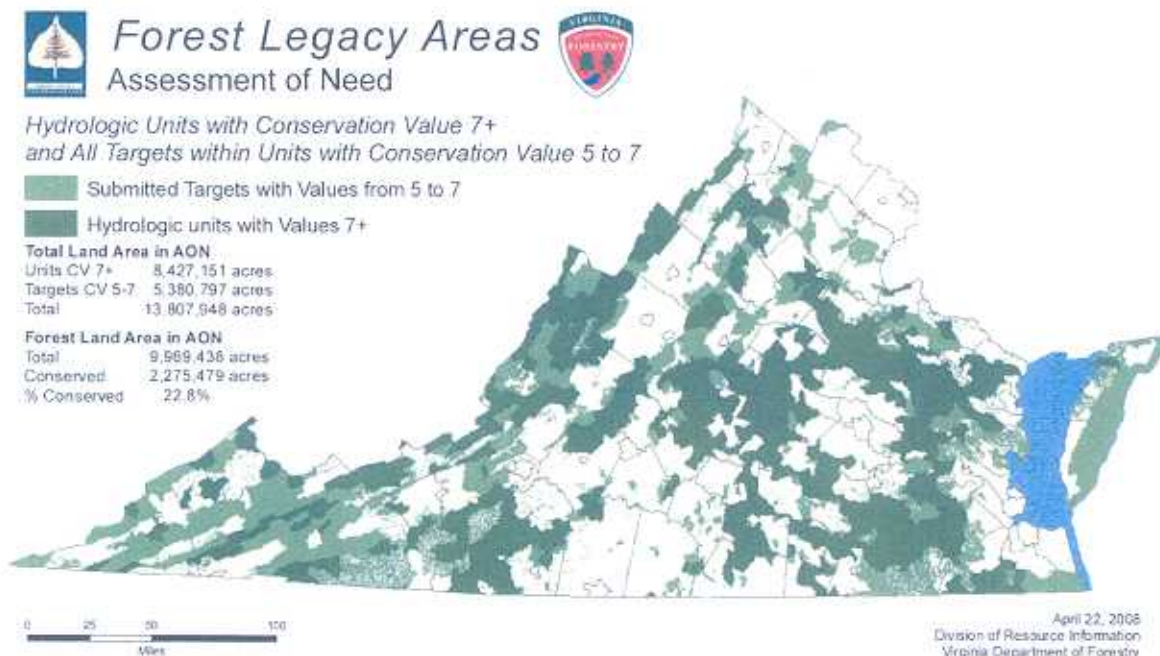 Forest Legacy Areas
Assessment of Need
VIRGINIA
FORESTRY
Hydrologic Units with Conservation Value 7+
and All Targets within Units with Conservation Value 5 to 7
Submitted Targets with Values from 5 to 7
Hydrologic units with Values 7+
Total Land Area in AON
Units CV 7+ 8,427,151 acres
Targets CV 5-7 5,380,797 acres
Total 13,807,948 acres
Forest Land Area in AON
Total 9,989,436 acres
Conserved 2,275,479 acres
% Conserved 22.8%
0 25 50 100
Miles
April 22, 2008
Division of Resource Information
Virginia Department of Forestry